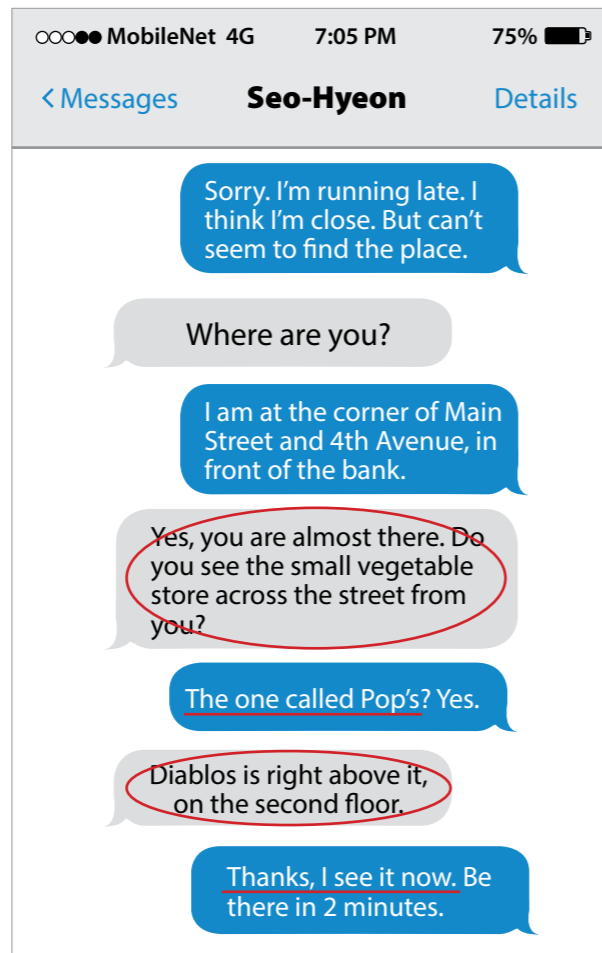 MobileNet 4G 7:05 PM 75%
Messages Seo-Hyeon Details
Sorry. I'm running late. I
think I'm close. But can't
seem to find the place.
Where are you?
I am at the corner of Main
Street and 4th Avenue, in
front of the bank.
Yes, you are almost there. Do
you see the small vegetable
store across the street from
you?
The one called Pop's? Yes.
Diablos is right above it,
on the second floor.
Thanks, I see it now. Be
there in 2 minutes.